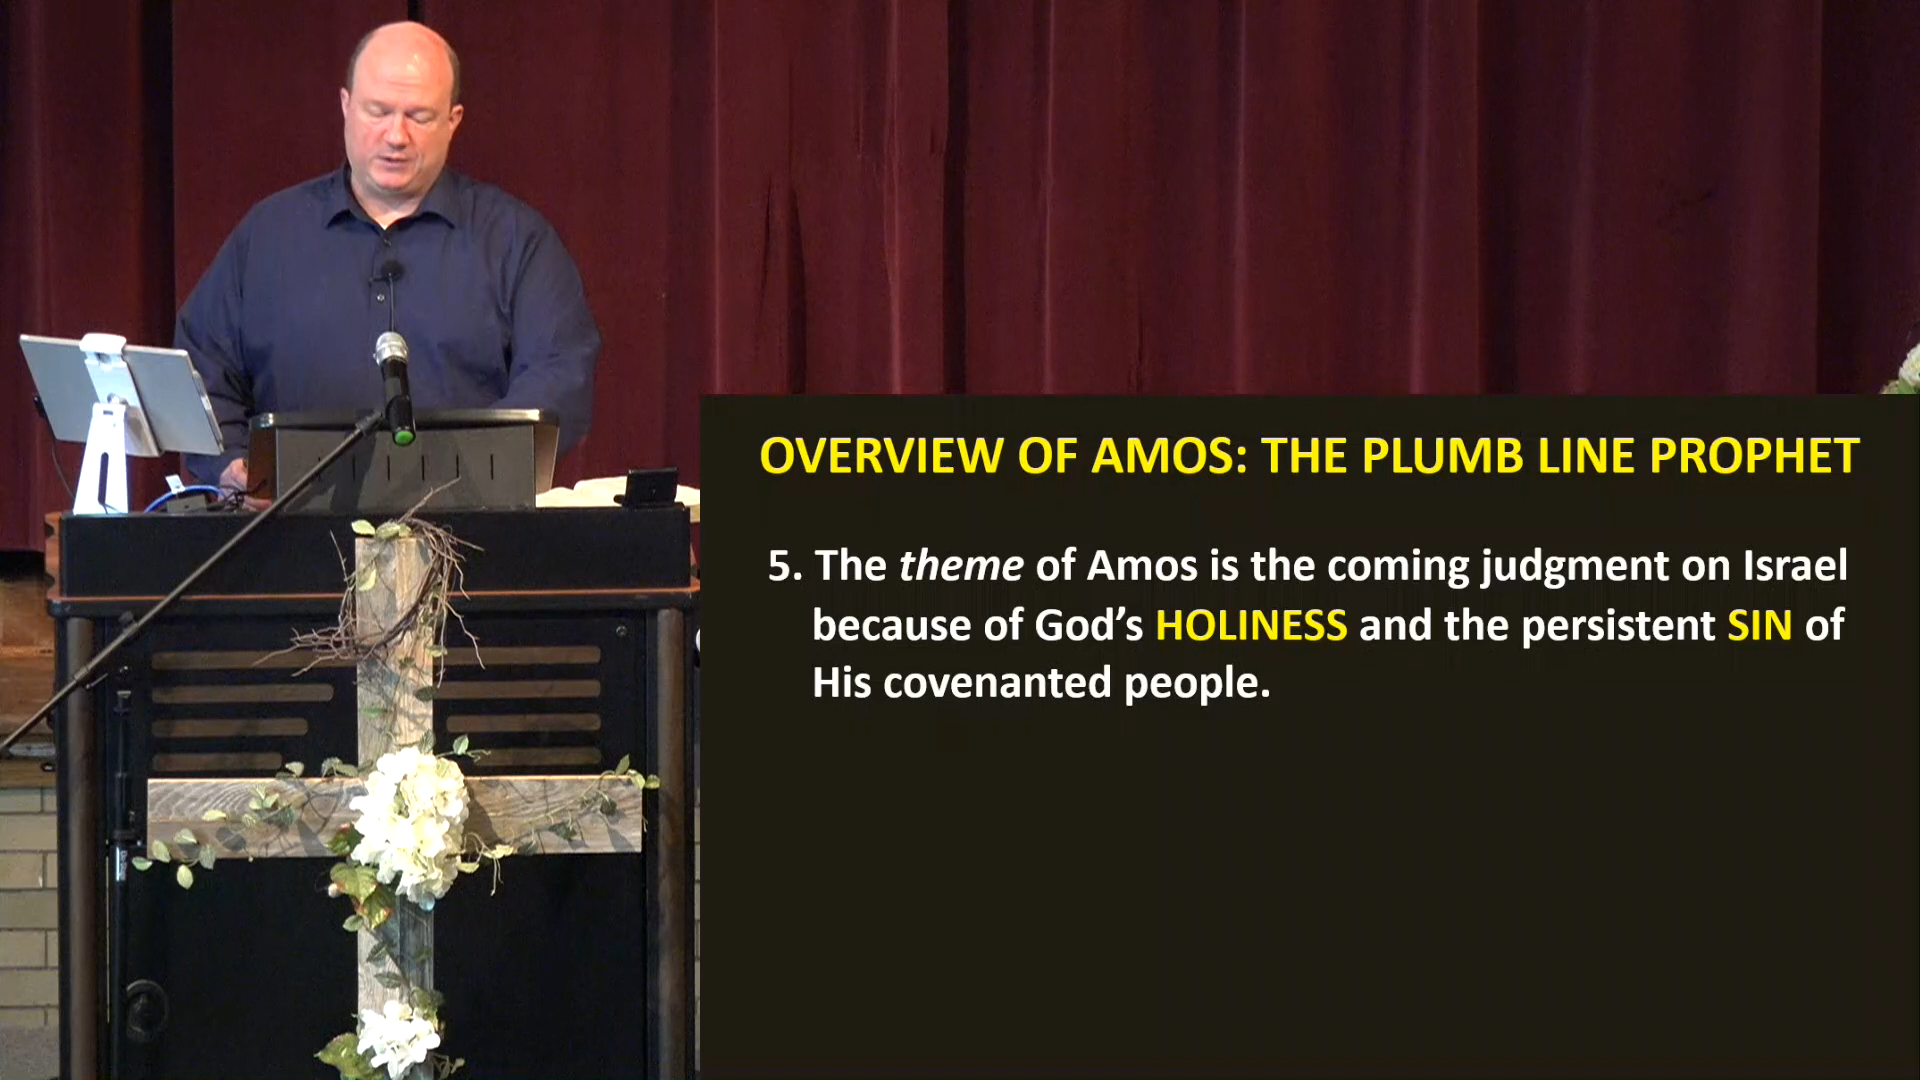 OVERVIEW OF AMOS: THE PLUMB LINE PROPHET
5. The theme of Amos is the coming judgment on Israel
because of God’s HOLINESS and the persistent SIN of
His covenanted people.